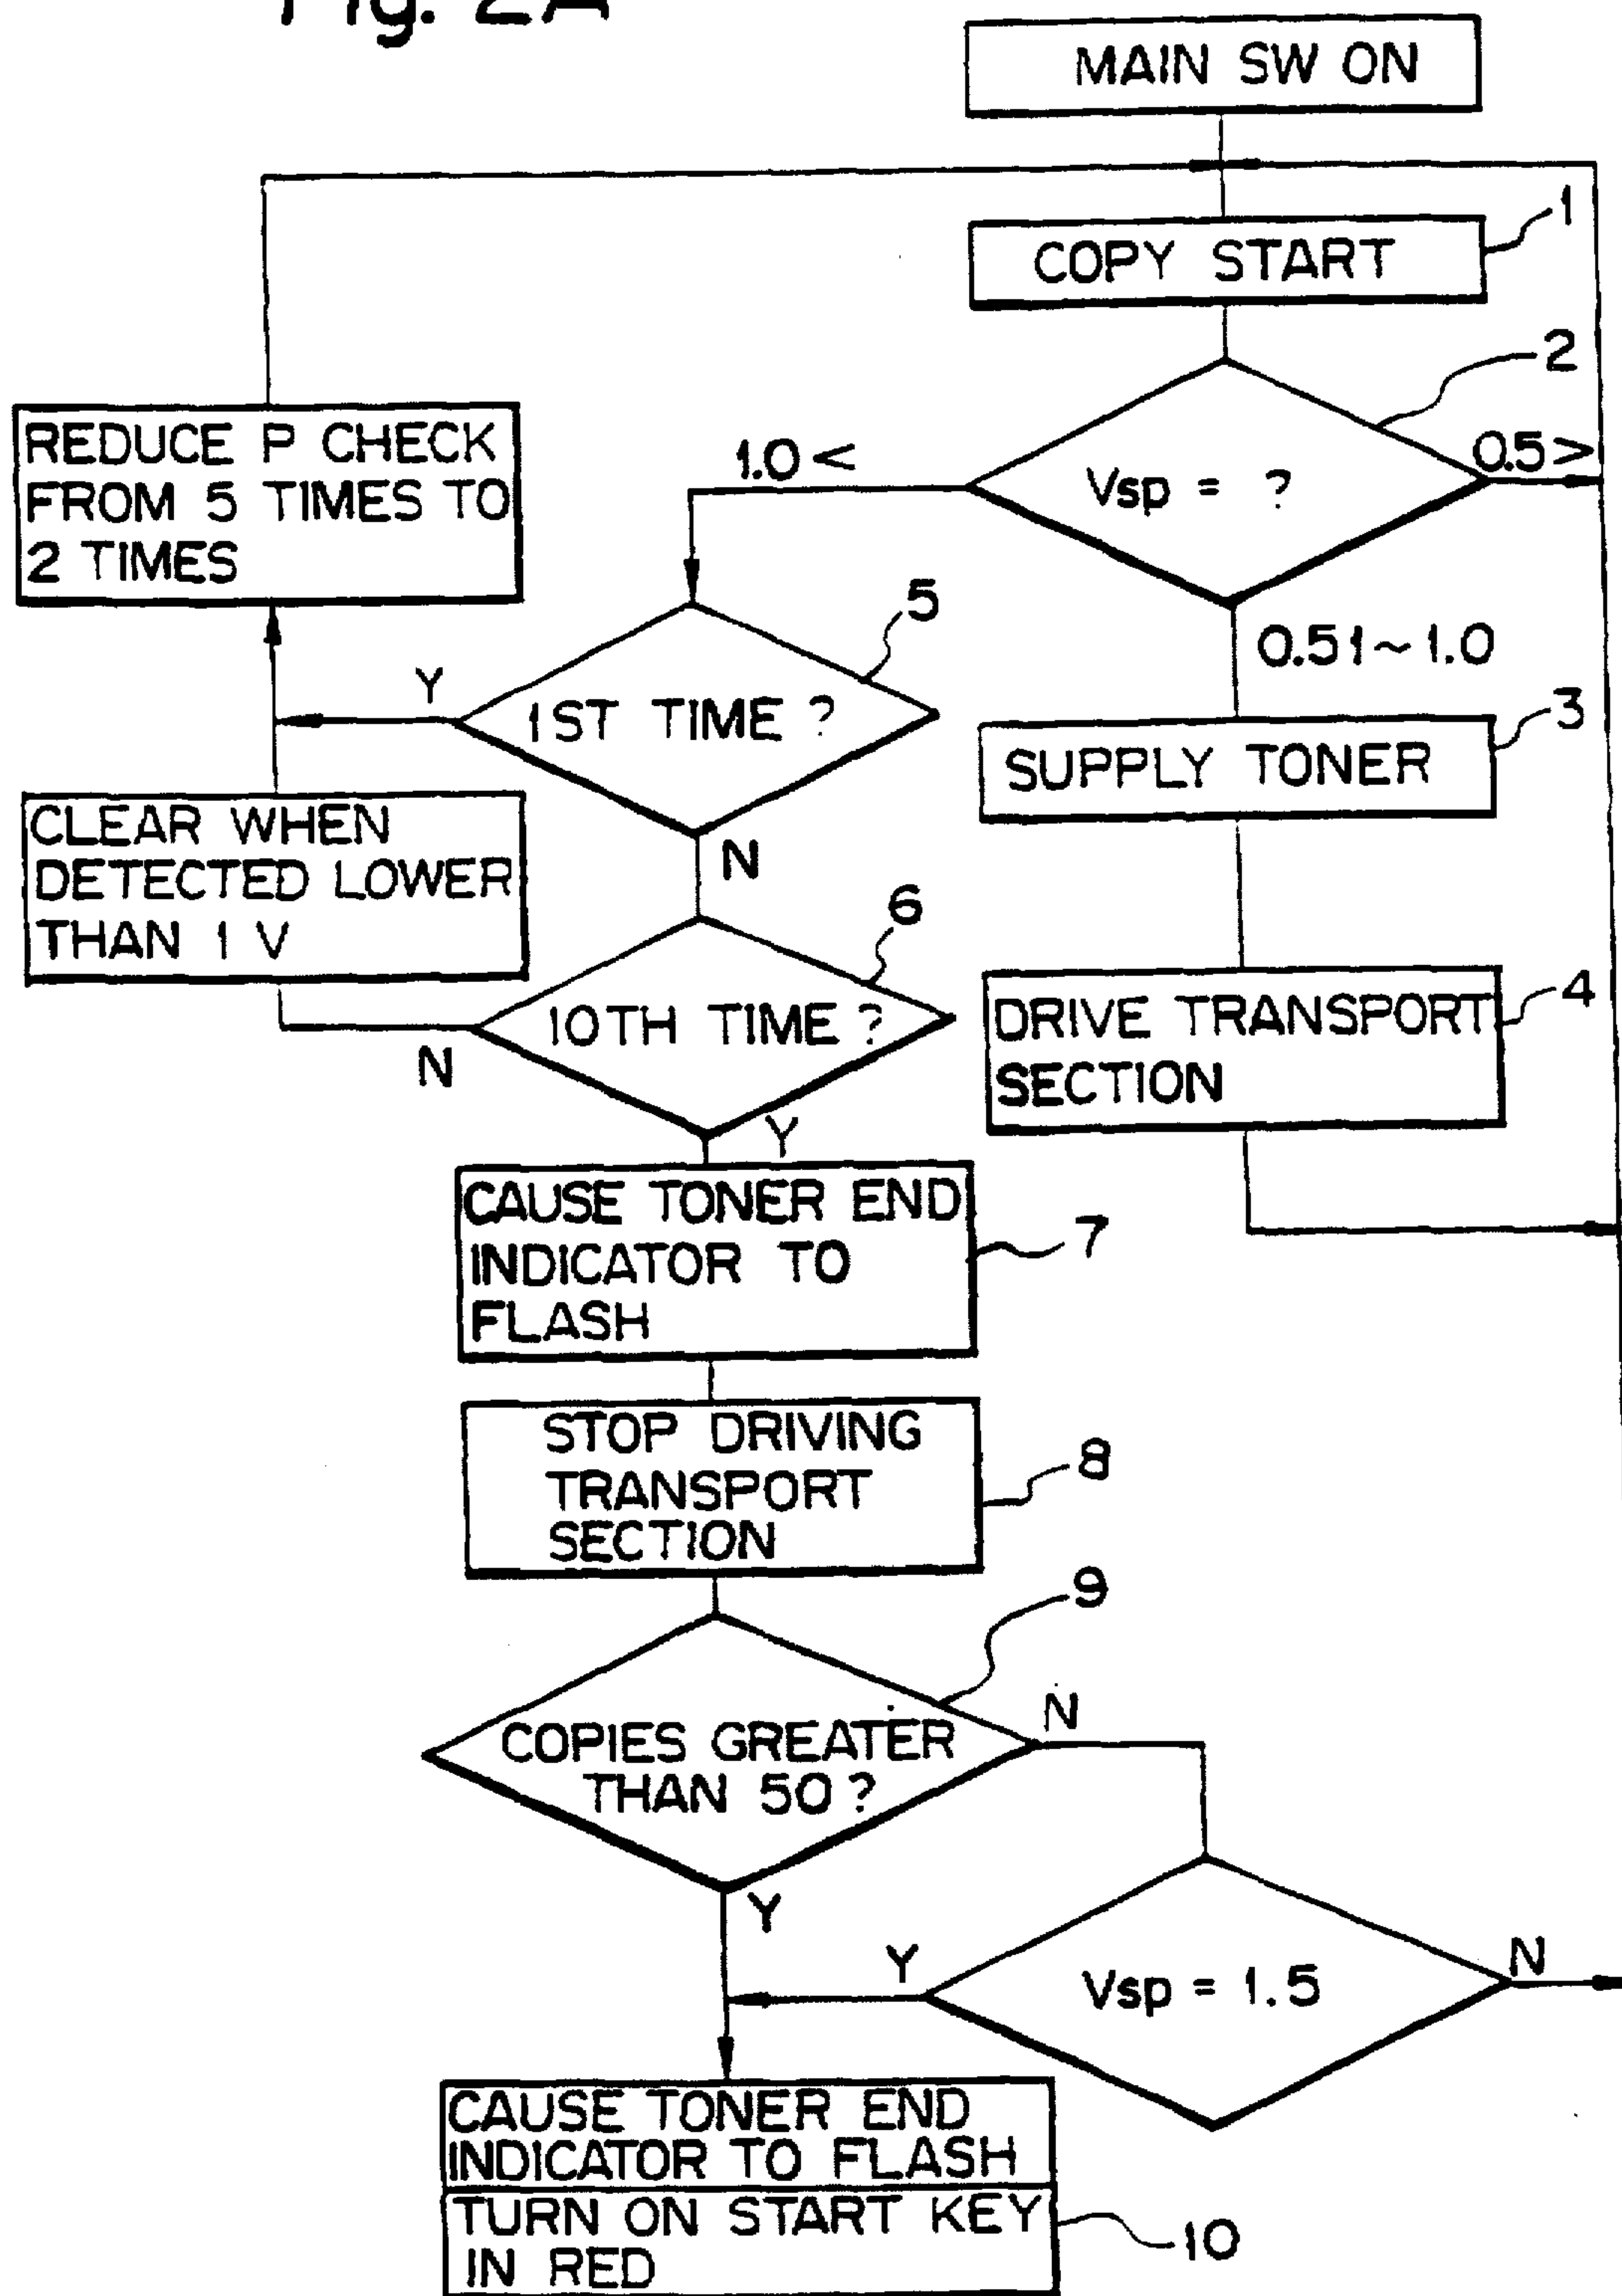 Fig. 2A
MAIN SW ON
1
COPY START
2
REDUCE P CHECK
FROM 5 TIMES TO
2 TIMES
1.0 <
Vsp = ?
0.5 >
0.51 ~ 1.0
5
Y
1ST TIME ?
N
3
SUPPLY TONER
CLEAR WHEN
DETECTED LOWER
THAN 1 V
6
10TH TIME ?
N
Y
4
DRIVE TRANSPORT
SECTION
CAUSE TONER END
INDICATOR TO
FLASH
7
STOP DRIVING
TRANSPORT
SECTION
8
9
COPIES GREATER
THAN 50 ?
N
Y
Y
Vsp = 1.5
N
CAUSE TONER END
INDICATOR TO FLASH
TURN ON START KEY
IN RED
10